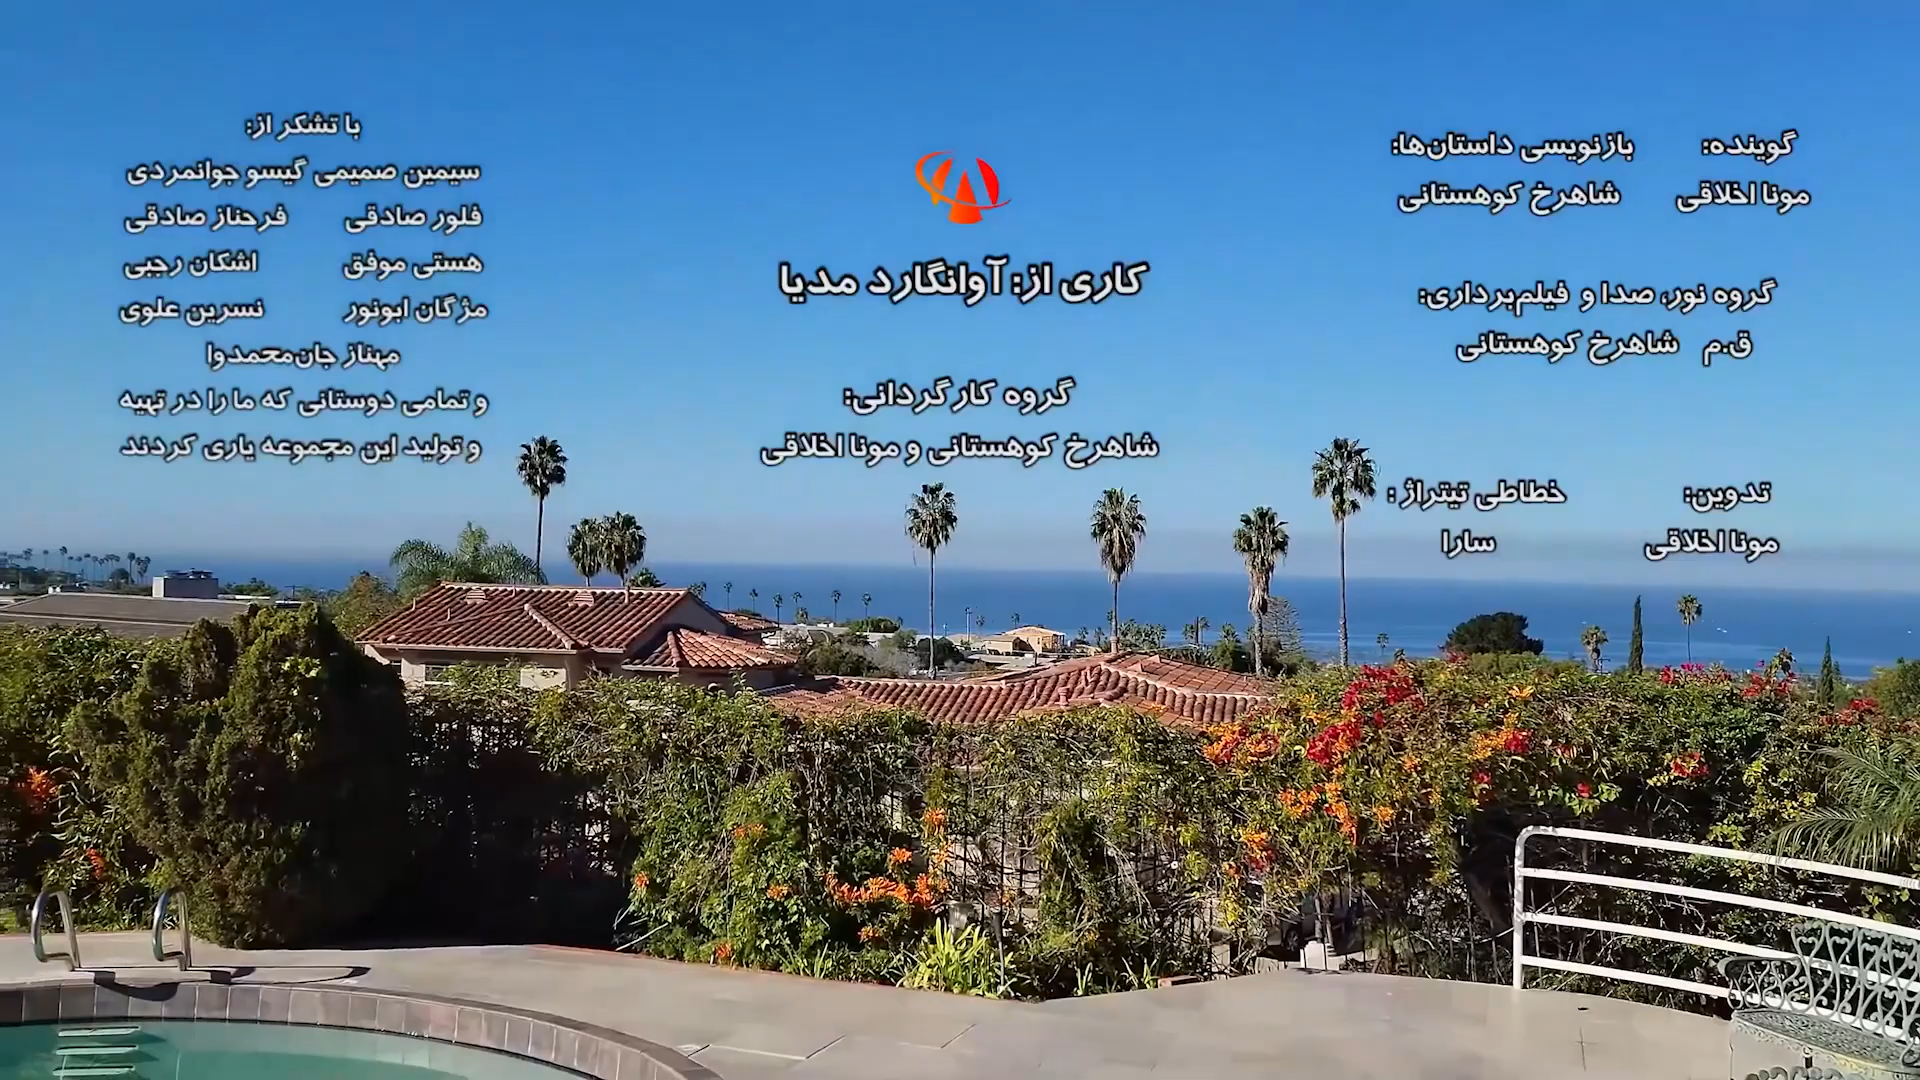 گوینده: بازنویسی داستان‌ها:
مونا اخلاقی شاهرخ کوهستانی
گروه نور، صدا و فیلم‌برداری:
ق.م شاهرخ کوهستانی
تدوین: خطاطی تیتراژ :
مونا اخلاقی سارا
کاری از: آوانگارد مدیا
گروه کارگردانی:
شاهرخ کوهستانی و مونا اخلاقی
با تشکر از:
سیمین صمیمی گیسو جوانمردی
فلور صادقی فرحناز صادقی
هستی موفق اشکان رجبی
مژگان ابونور نسرین علوی
مهناز جان‌محمدوا
و تمامی دوستانی که ما را در تهیه
و تولید این مجموعه یاری کردند